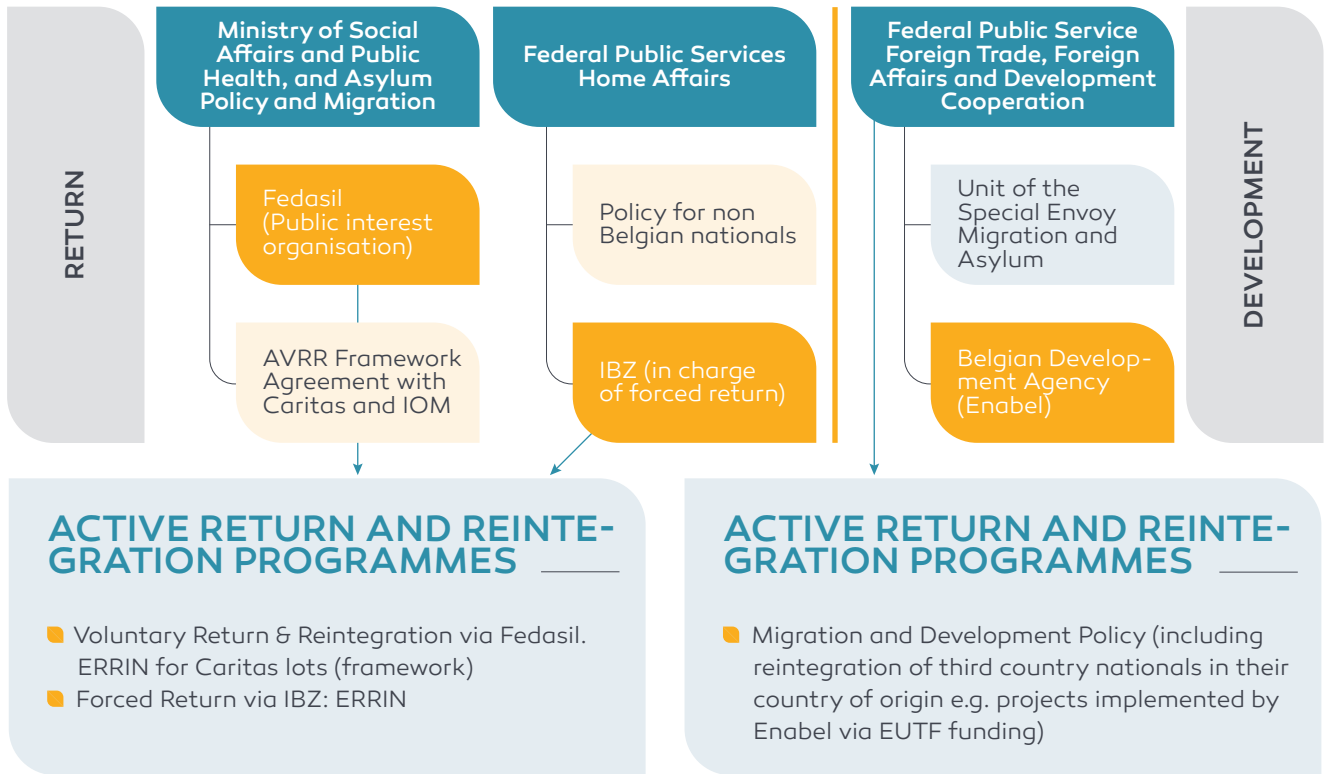 RETURN
Ministry of Social
Affairs and Public
Health, and Asylum
Policy and Migration
Fedasil
(Public interest
organisation)
AVRR Framework
Agreement with
Caritas and IOM
Federal Public Services
Home Affairs
Policy for non
Belgian nationals
IBZ (in charge
of forced return)
Federal Public Service
Foreign Trade, Foreign
Affairs and Development
Cooperation
Unit of the
Special Envoy
Migration and
Asylum
Belgian Develop-
ment Agency
(Enabel)
DEVELOPMENT
ACTIVE RETURN AND REINTE-
GRATION PROGRAMMES
Voluntary Return & Reintegration via Fedasil.
ERRIN for Caritas lots (framework)
Forced Return via IBZ: ERRIN
ACTIVE RETURN AND REINTE-
GRATION PROGRAMMES
Migration and Development Policy (including
reintegration of third country nationals in their
country of origin e.g. projects implemented by
Enabel via EUTF funding)